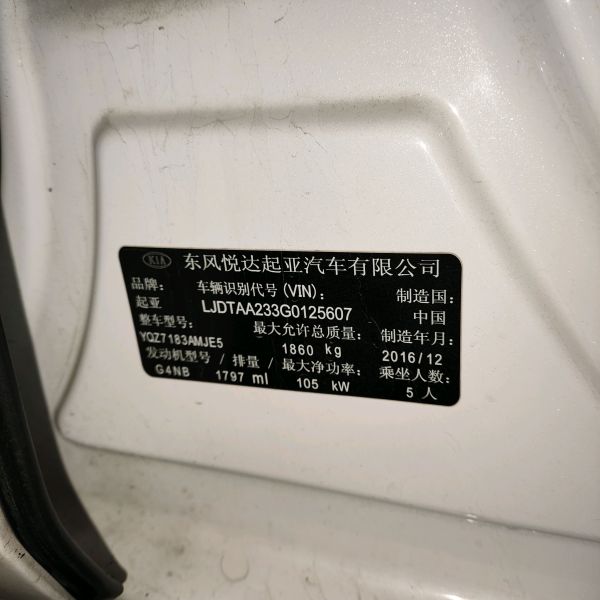 KIA 东风悦达起亚汽车有限公司
品牌: 车辆识别代号(VIN): 制造国:
起亚 LJDTAA233G0125607 中国
整车型号: 最大允许总质量: 制造年月:
YQZ7183AMJE5 1860 kg 2016/12
发动机型号/排量/最大净功率: 乘坐人数:
G4NB 1797 ml 105 kW 5 人